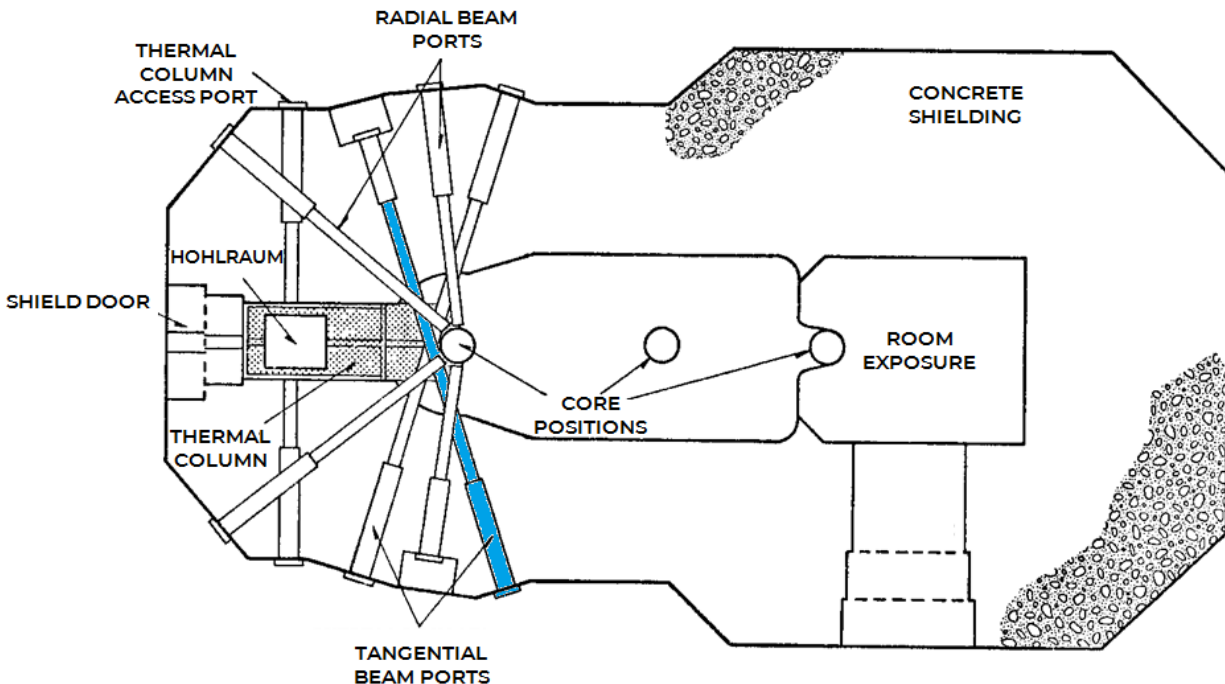 RADIAL BEAM
PORTS
THERMAL
COLUMN
ACCESS PORT
CONCRETE
SHIELDING
HOHLRAUM
SHIELD DOOR
ROOM
EXPOSURE
CORE
POSITIONS
THERMAL
COLUMN
TANGENTIAL
BEAM PORTS